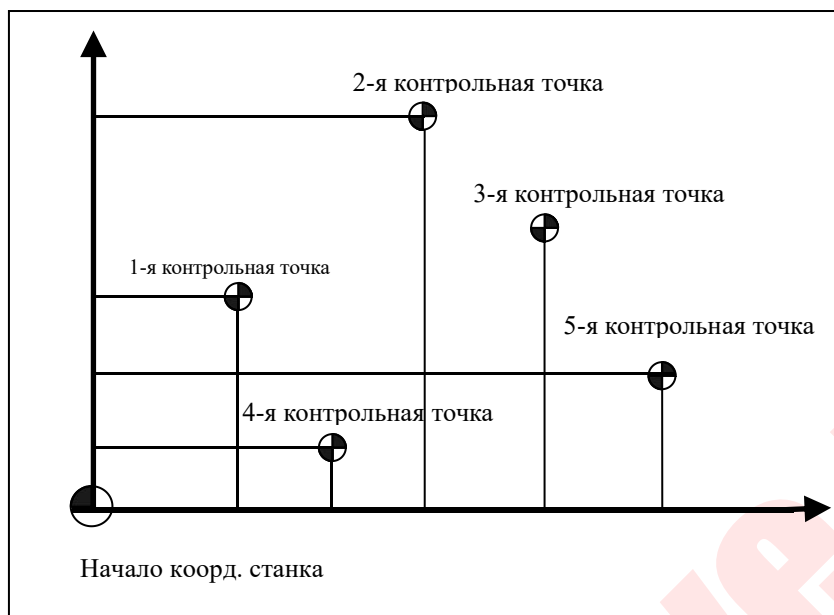 2-я контрольная точка
3-я контрольная точка
1-я контрольная точка
5-я контрольная точка
4-я контрольная точка
Начало коорд. станка